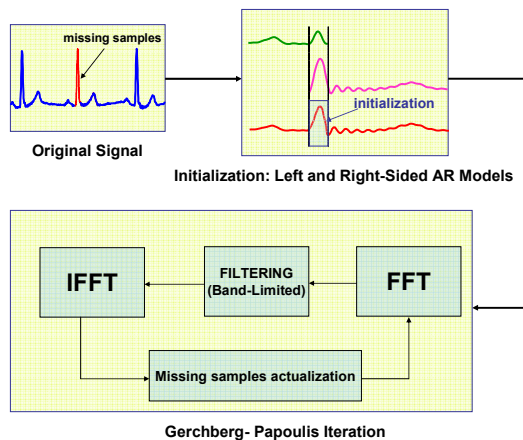 missing samples
Original Signal
initialization
Initialization: Left and Right-Sided AR Models
IFFT
FILTERING
(Band-Limited)
FFT
Missing samples actualization
Gerchberg- Papoulis Iteration